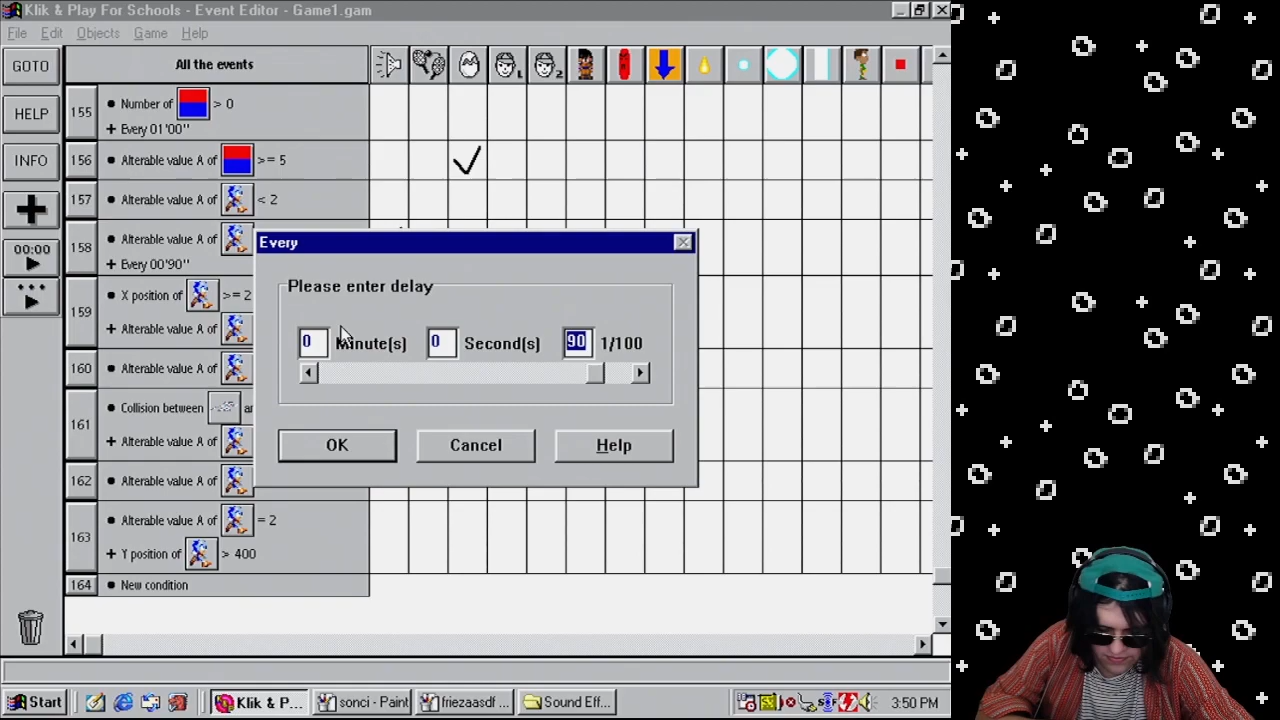 Klik & Play For Schools - Event Editor - Game1.gam
File Edit Objects Game Help
GOTO
All the events
1
2
155
Number of > 0
+ Every 01'00"
HELP
INFO
156
Alterable value A of >= 5
157
Alterable value A of < 2
00:00
158
Alterable value A of
+ Every 00'90"
159
X position of >= 2
+ Alterable value A of
160
Alterable value A of
161
Collision between
+ Alterable value A of
162
Alterable value A of
163
Alterable value A of = 2
+ Y position of > 400
164
New condition
Every
Please enter delay
0 Minute(s) 0 Second(s) 90 1/100
OK Cancel Help
Start
Klik & P...
sonci - Paint
friezaasdf ...
Sound Eff...
3:50 PM